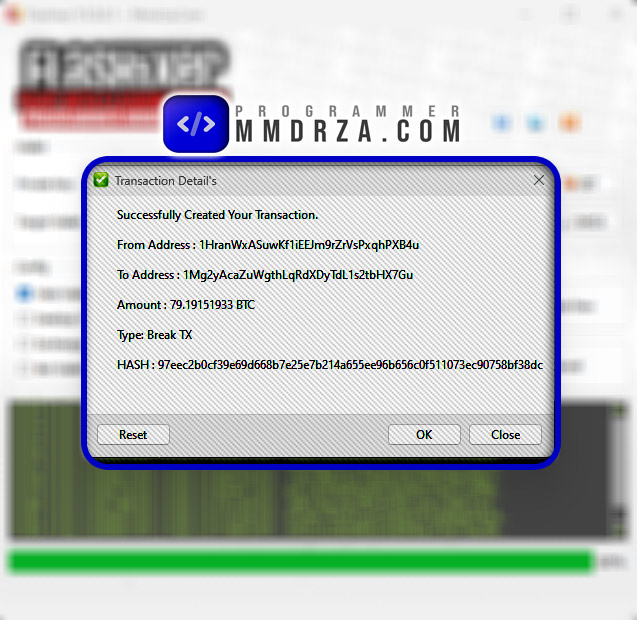 PROGRAMMER
</>
MMDRZA.COM
Transaction Detail's
Successfully Created Your Transaction.
From Address : 1HranWxASuwKf1iEEJm9rZrVsPxqhPXB4u
To Address : 1Mg2yAcaZuWgthLqRdXDyTdL1s2tbHX7Gu
Amount : 79.19151933 BTC
Type: Break TX
HASH : 97eec2b0cf39e69d668b7e25e7b214a655ee96b656c0f511073ec90758bf38dc
Reset
OK
Close